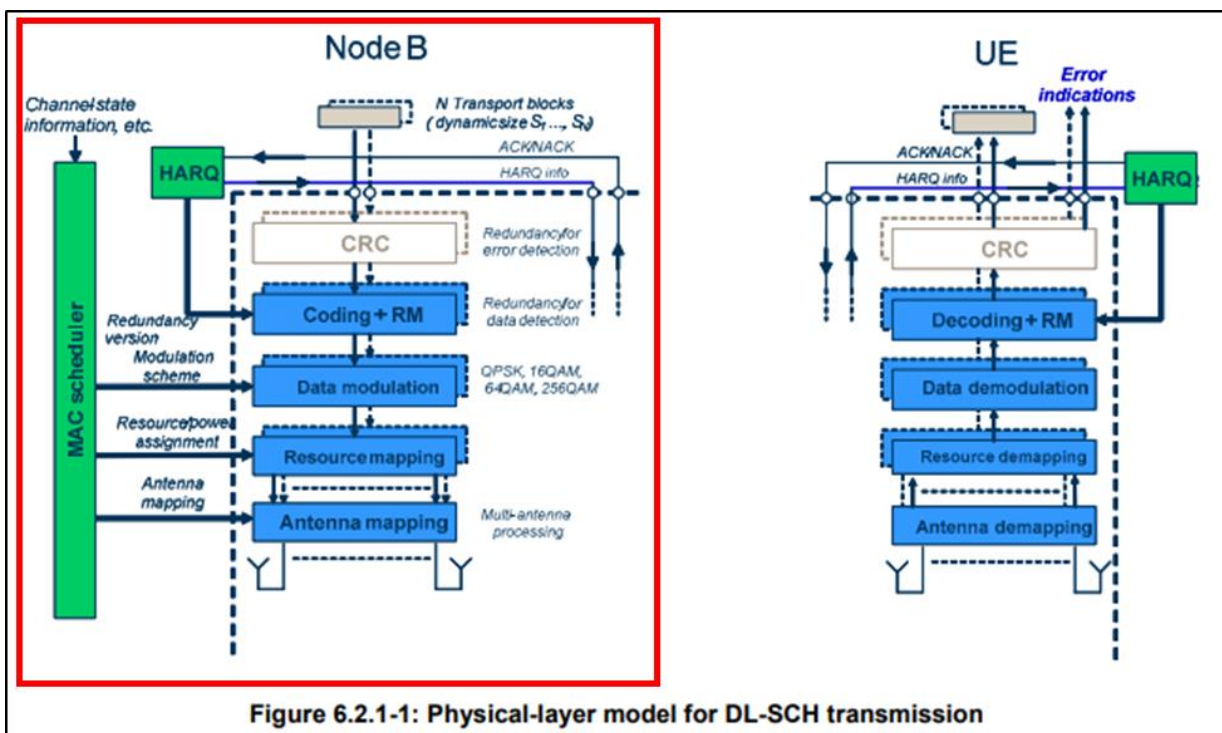 Node B
Channel-state
information, etc.
N Transport blocks
(dynamic size S1 ..., SN)
ACK/NACK
HARQ info
HARQ
CRC
Redundancy for
error detection
Coding + RM
Redundancy for
data detection
Redundancy
version
Modulation
scheme
Data modulation
QPSK, 16QAM,
64QAM, 256QAM
MAC scheduler
Resource/power
assignment
Resource mapping
Antenna
mapping
Antenna mapping
Multi-antenna
processing
UE
Error
indications
ACK/NACK
HARQ info
HARQ
CRC
Decoding + RM
Data demodulation
Resource demapping
Antenna demapping
Figure 6.2.1-1: Physical-layer model for DL-SCH transmission